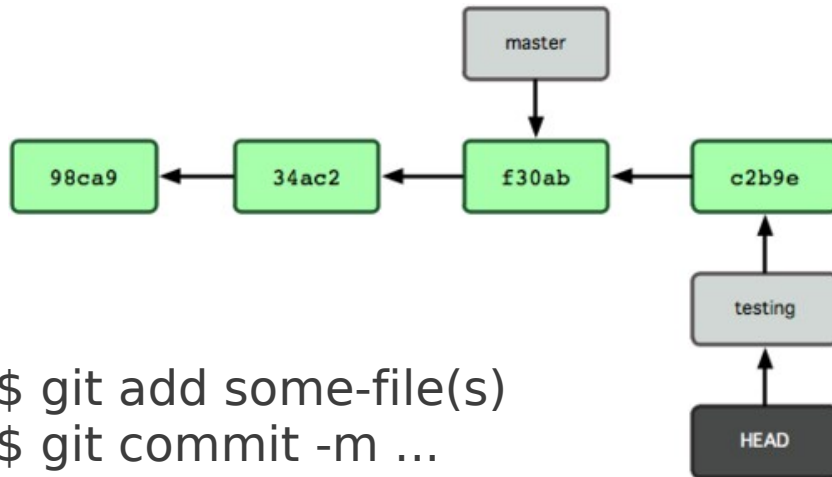 master
98ca9 34ac2 f30ab c2b9e
testing
$ git add some-file(s)
$ git commit -m ...
HEAD